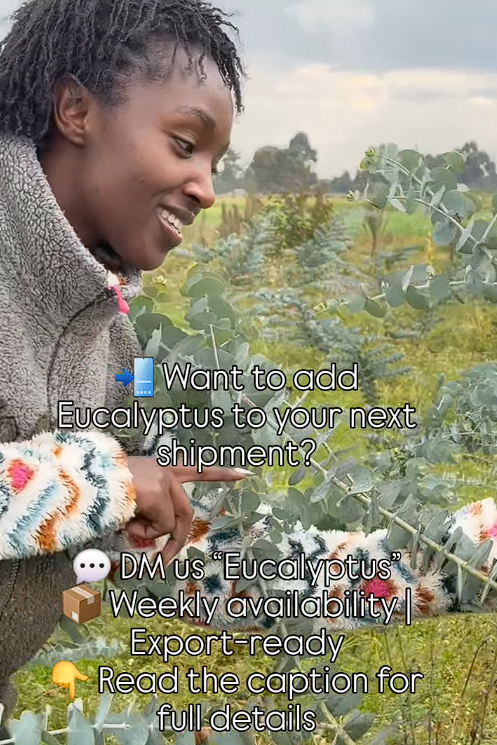 📲 Want to add
Eucalyptus to your next
shipment?
💬 DM us “Eucalyptus”
📦 Weekly availability |
Export-ready
👇 Read the caption for
full details